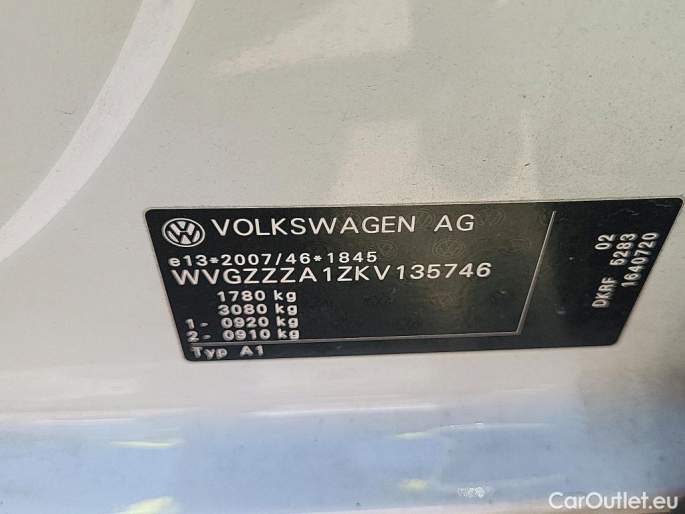 VOLKSWAGEN AG
e13*2007/46*1845
WVGZZZA1ZKV135746
1780 kg
3080 kg
1- 0920 kg
2- 0910 kg
Typ A1
02
DKRF 6283
1640720
CarOutlet.eu